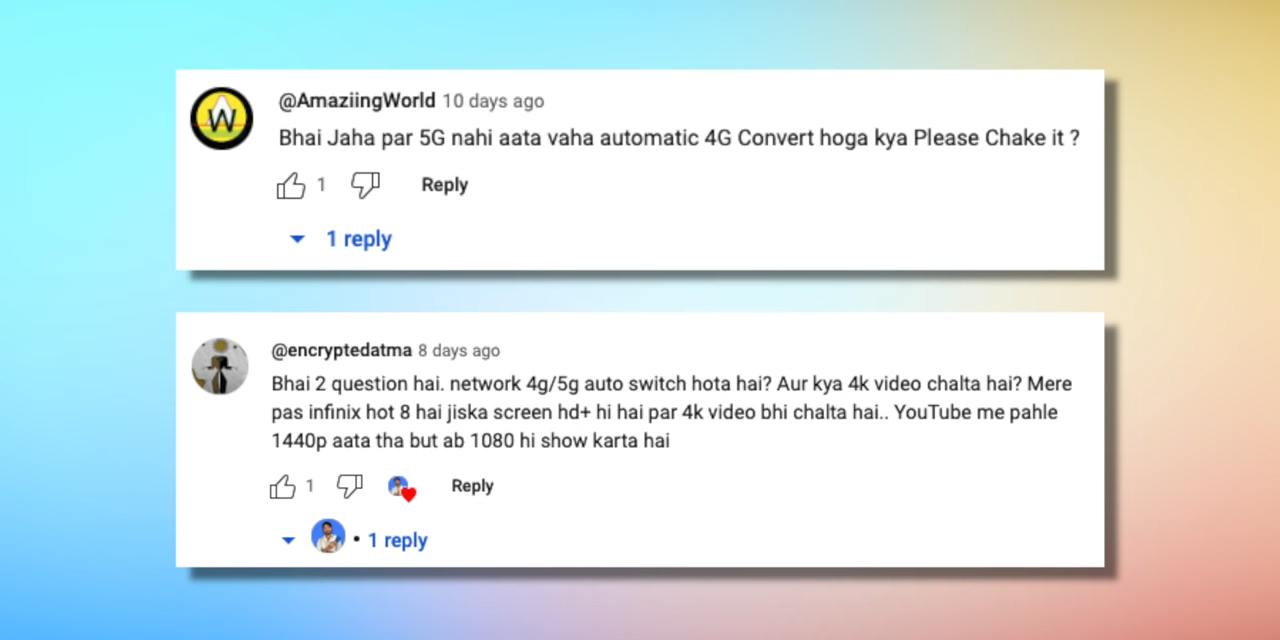 @AmaziingWorld 10 days ago
W
Bhai Jaha par 5G nahi aata vaha automatic 4G Convert hoga kya Please Chake it ?
1 Reply
1 reply
@encryptedatma 8 days ago
Bhai 2 question hai. network 4g/5g auto switch hota hai? Aur kya 4k video chalta hai? Mere
pas infinix hot 8 hai jiska screen hd+ hi hai par 4k video bhi chalta hai.. YouTube me pahle
1440p aata tha but ab 1080 hi show karta hai
1 Reply
• 1 reply